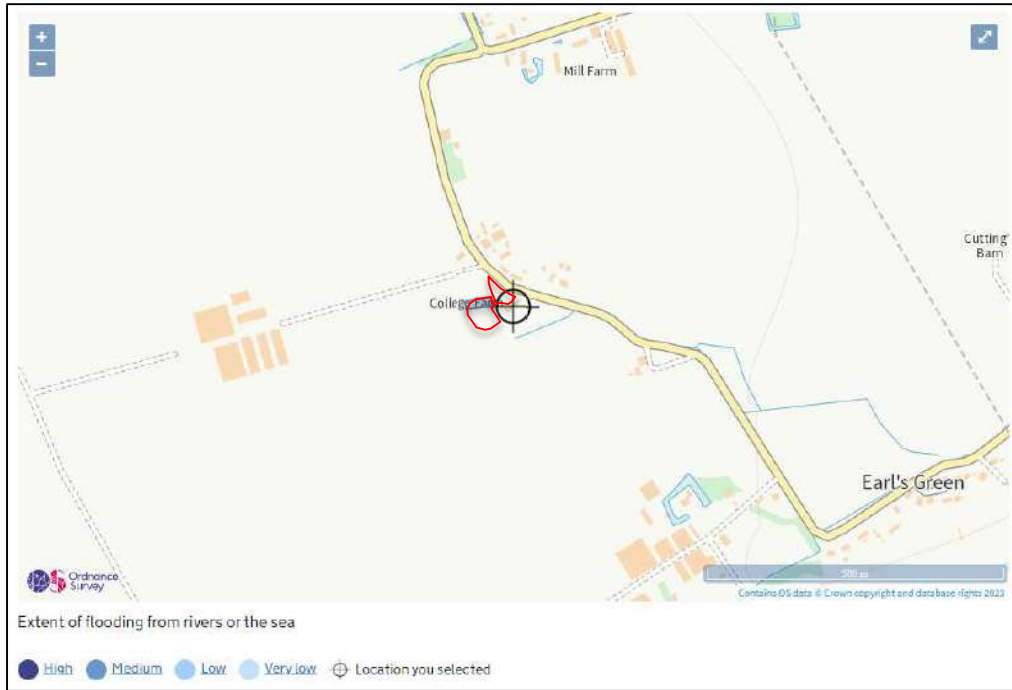 +
−
Mill Farm
Cutting'
Barn
College Farm
Earl's Green
Ordnance
Survey
500 m
Contains OS data © Crown copyright and database rights 2023
Extent of flooding from rivers or the sea
High Medium Low Very low Location you selected